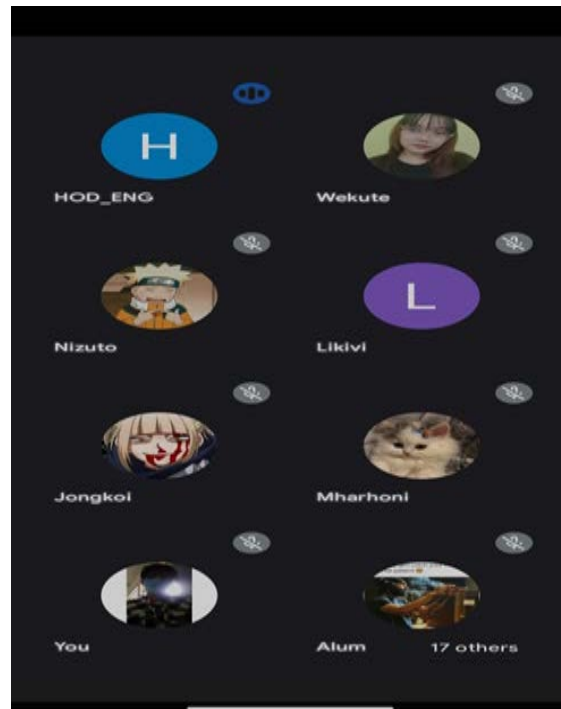 H
HOD_ENG
Wekute
Nizuto
L
Likivi
Jongkoi
Mharhoni
You
Alum
17 others